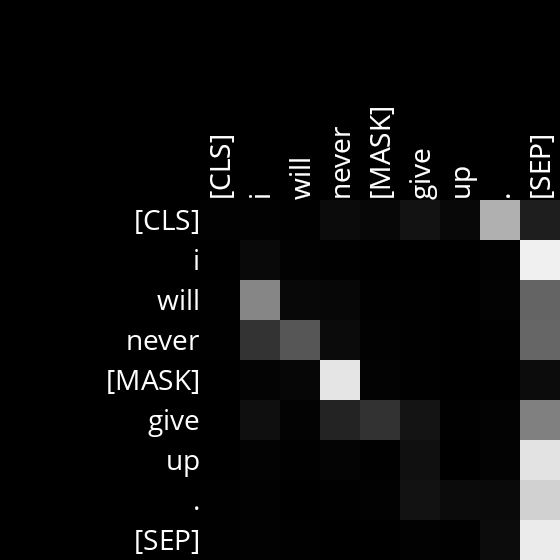 [CLS] i will never [MASK] give up . [SEP]
[CLS]
i
will
never
[MASK]
give
up
.
[SEP]